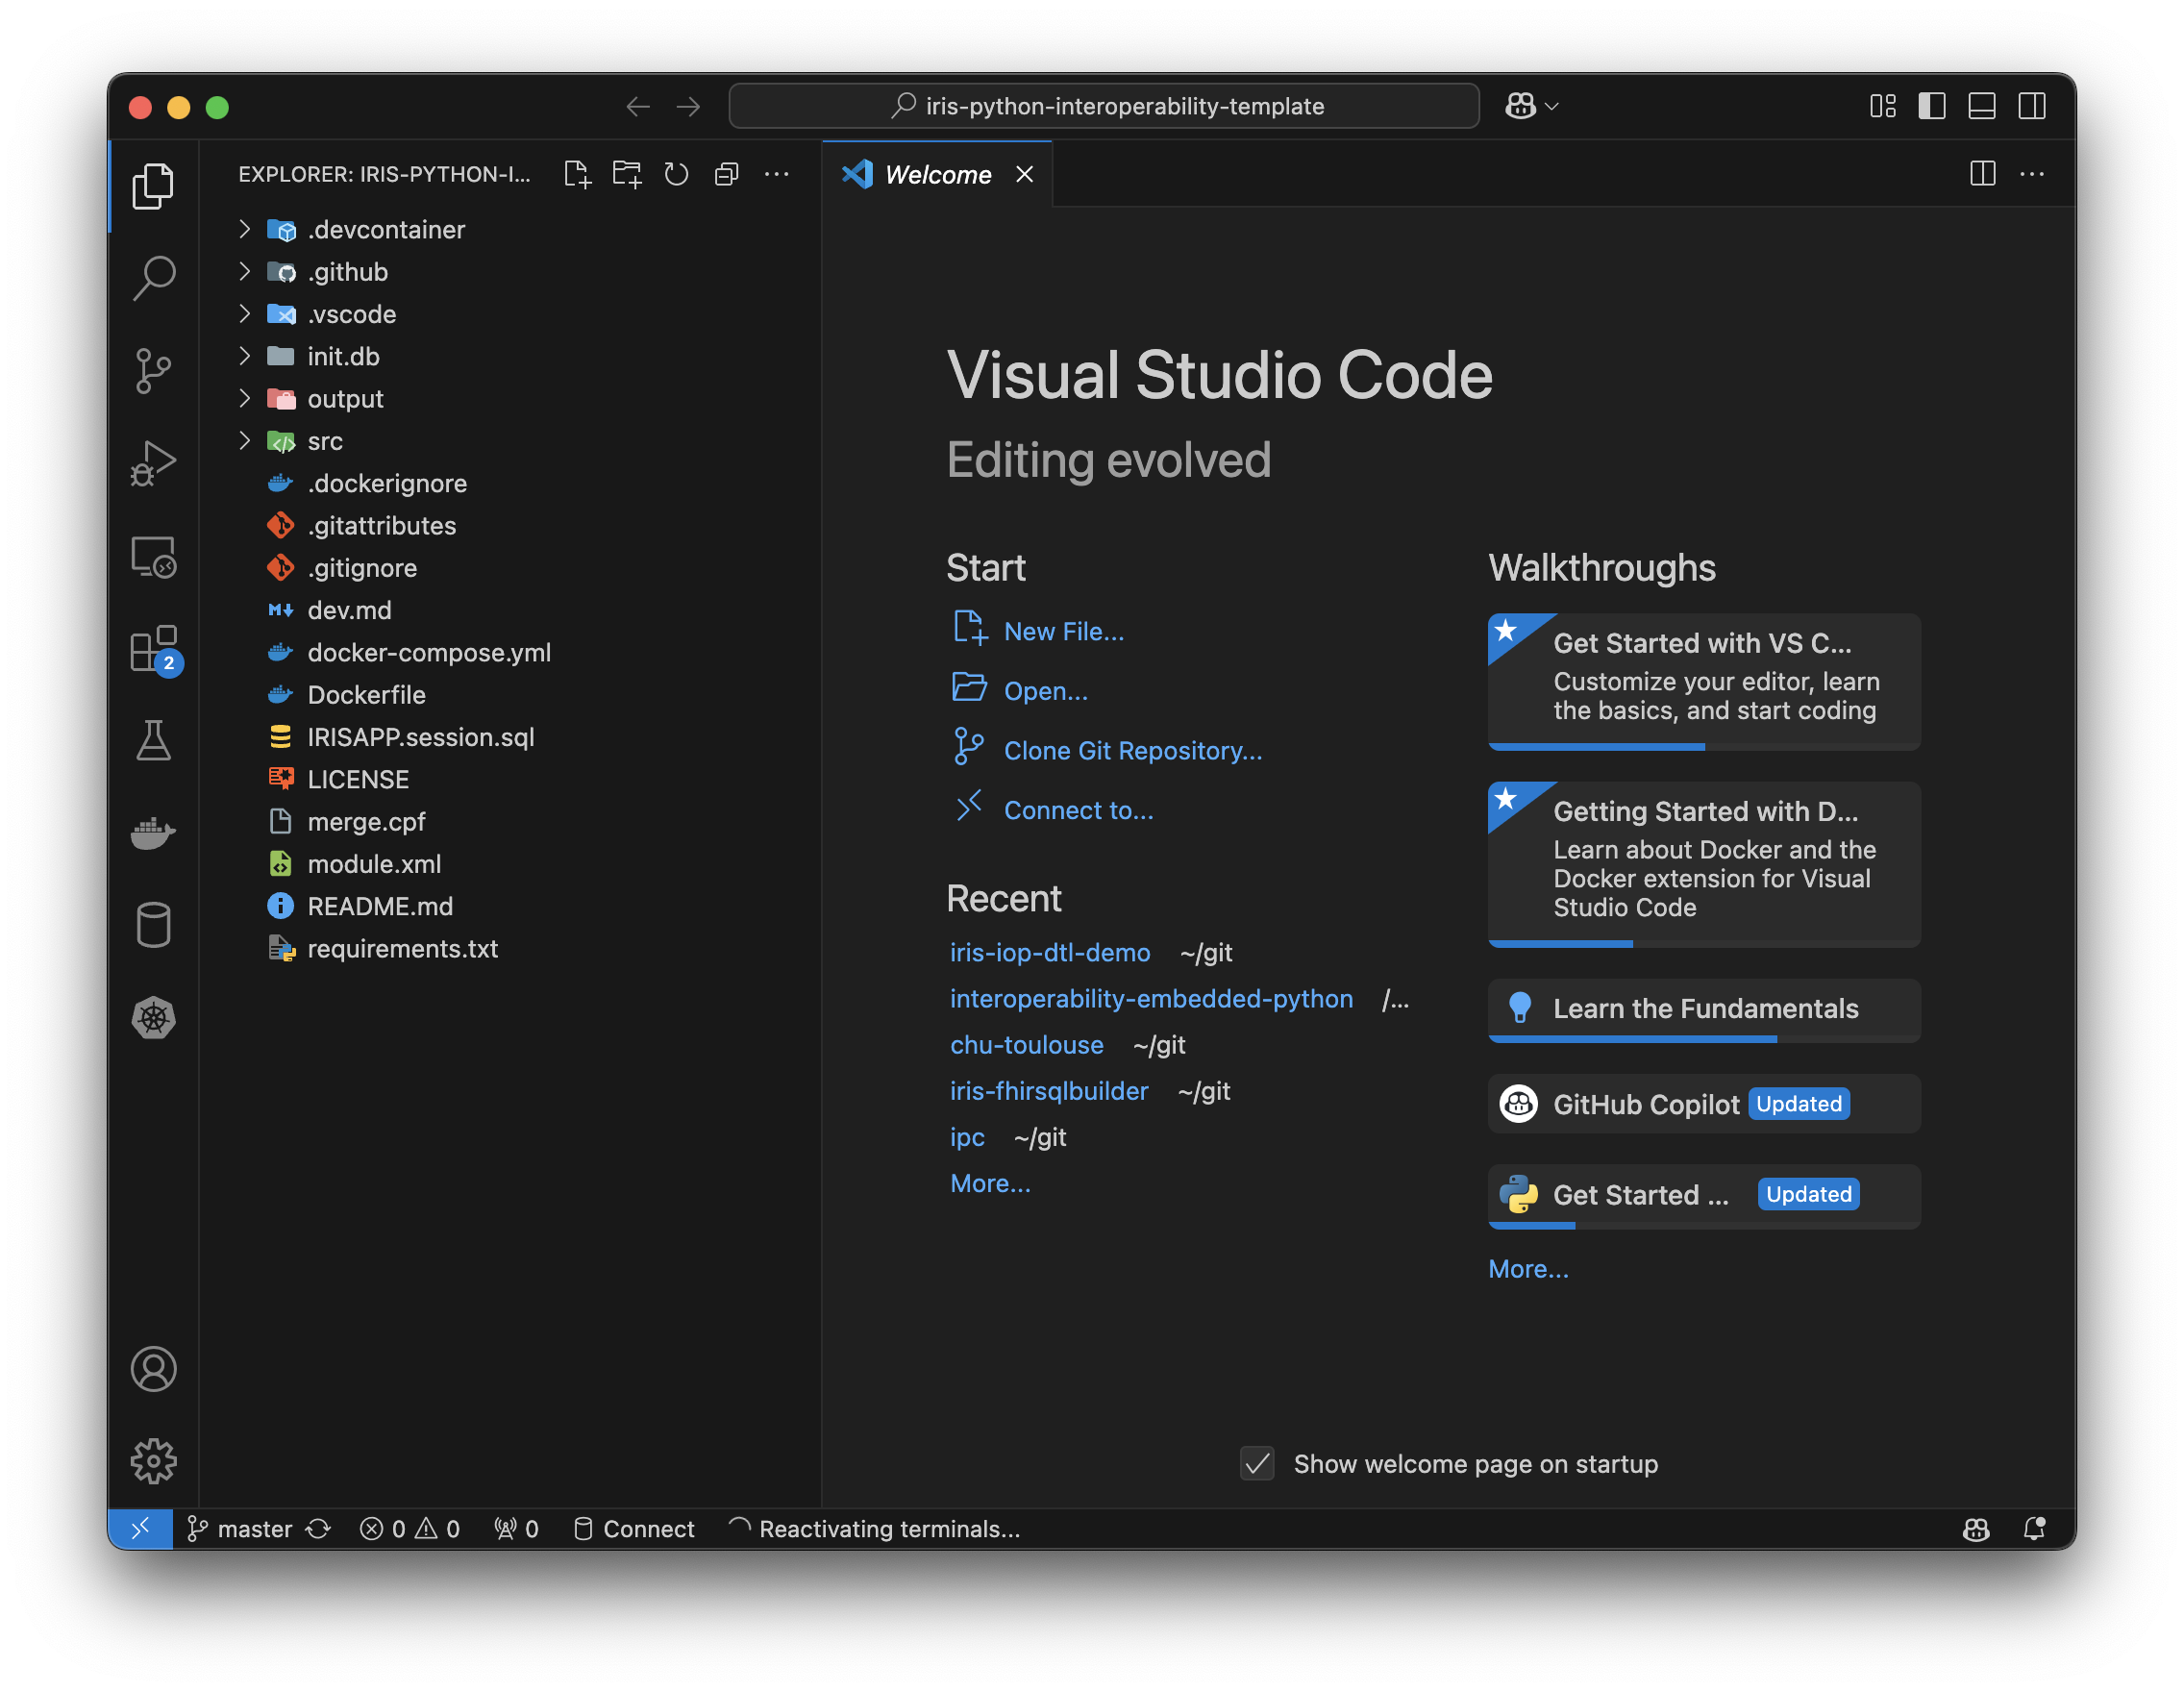 iris-python-interoperability-template
EXPLORER: IRIS-PYTHON-I...
Welcome
.devcontainer
.github
.vscode
init.db
output
src
.dockerignore
.gitattributes
.gitignore
dev.md
docker-compose.yml
Dockerfile
IRISAPP.session.sql
LICENSE
merge.cpf
module.xml
README.md
requirements.txt
2
Visual Studio Code
Editing evolved
Start
New File...
Open...
Clone Git Repository...
Connect to...
Recent
iris-iop-dtl-demo ~/git
interoperability-embedded-python /...
chu-toulouse ~/git
iris-fhirsqlbuilder ~/git
ipc ~/git
More...
Walkthroughs
Get Started with VS C...
Customize your editor, learn
the basics, and start coding
Getting Started with D...
Learn about Docker and the
Docker extension for Visual
Studio Code
Learn the Fundamentals
GitHub Copilot Updated
Get Started ... Updated
More...
Show welcome page on startup
master 0 0 0 Connect Reactivating terminals...